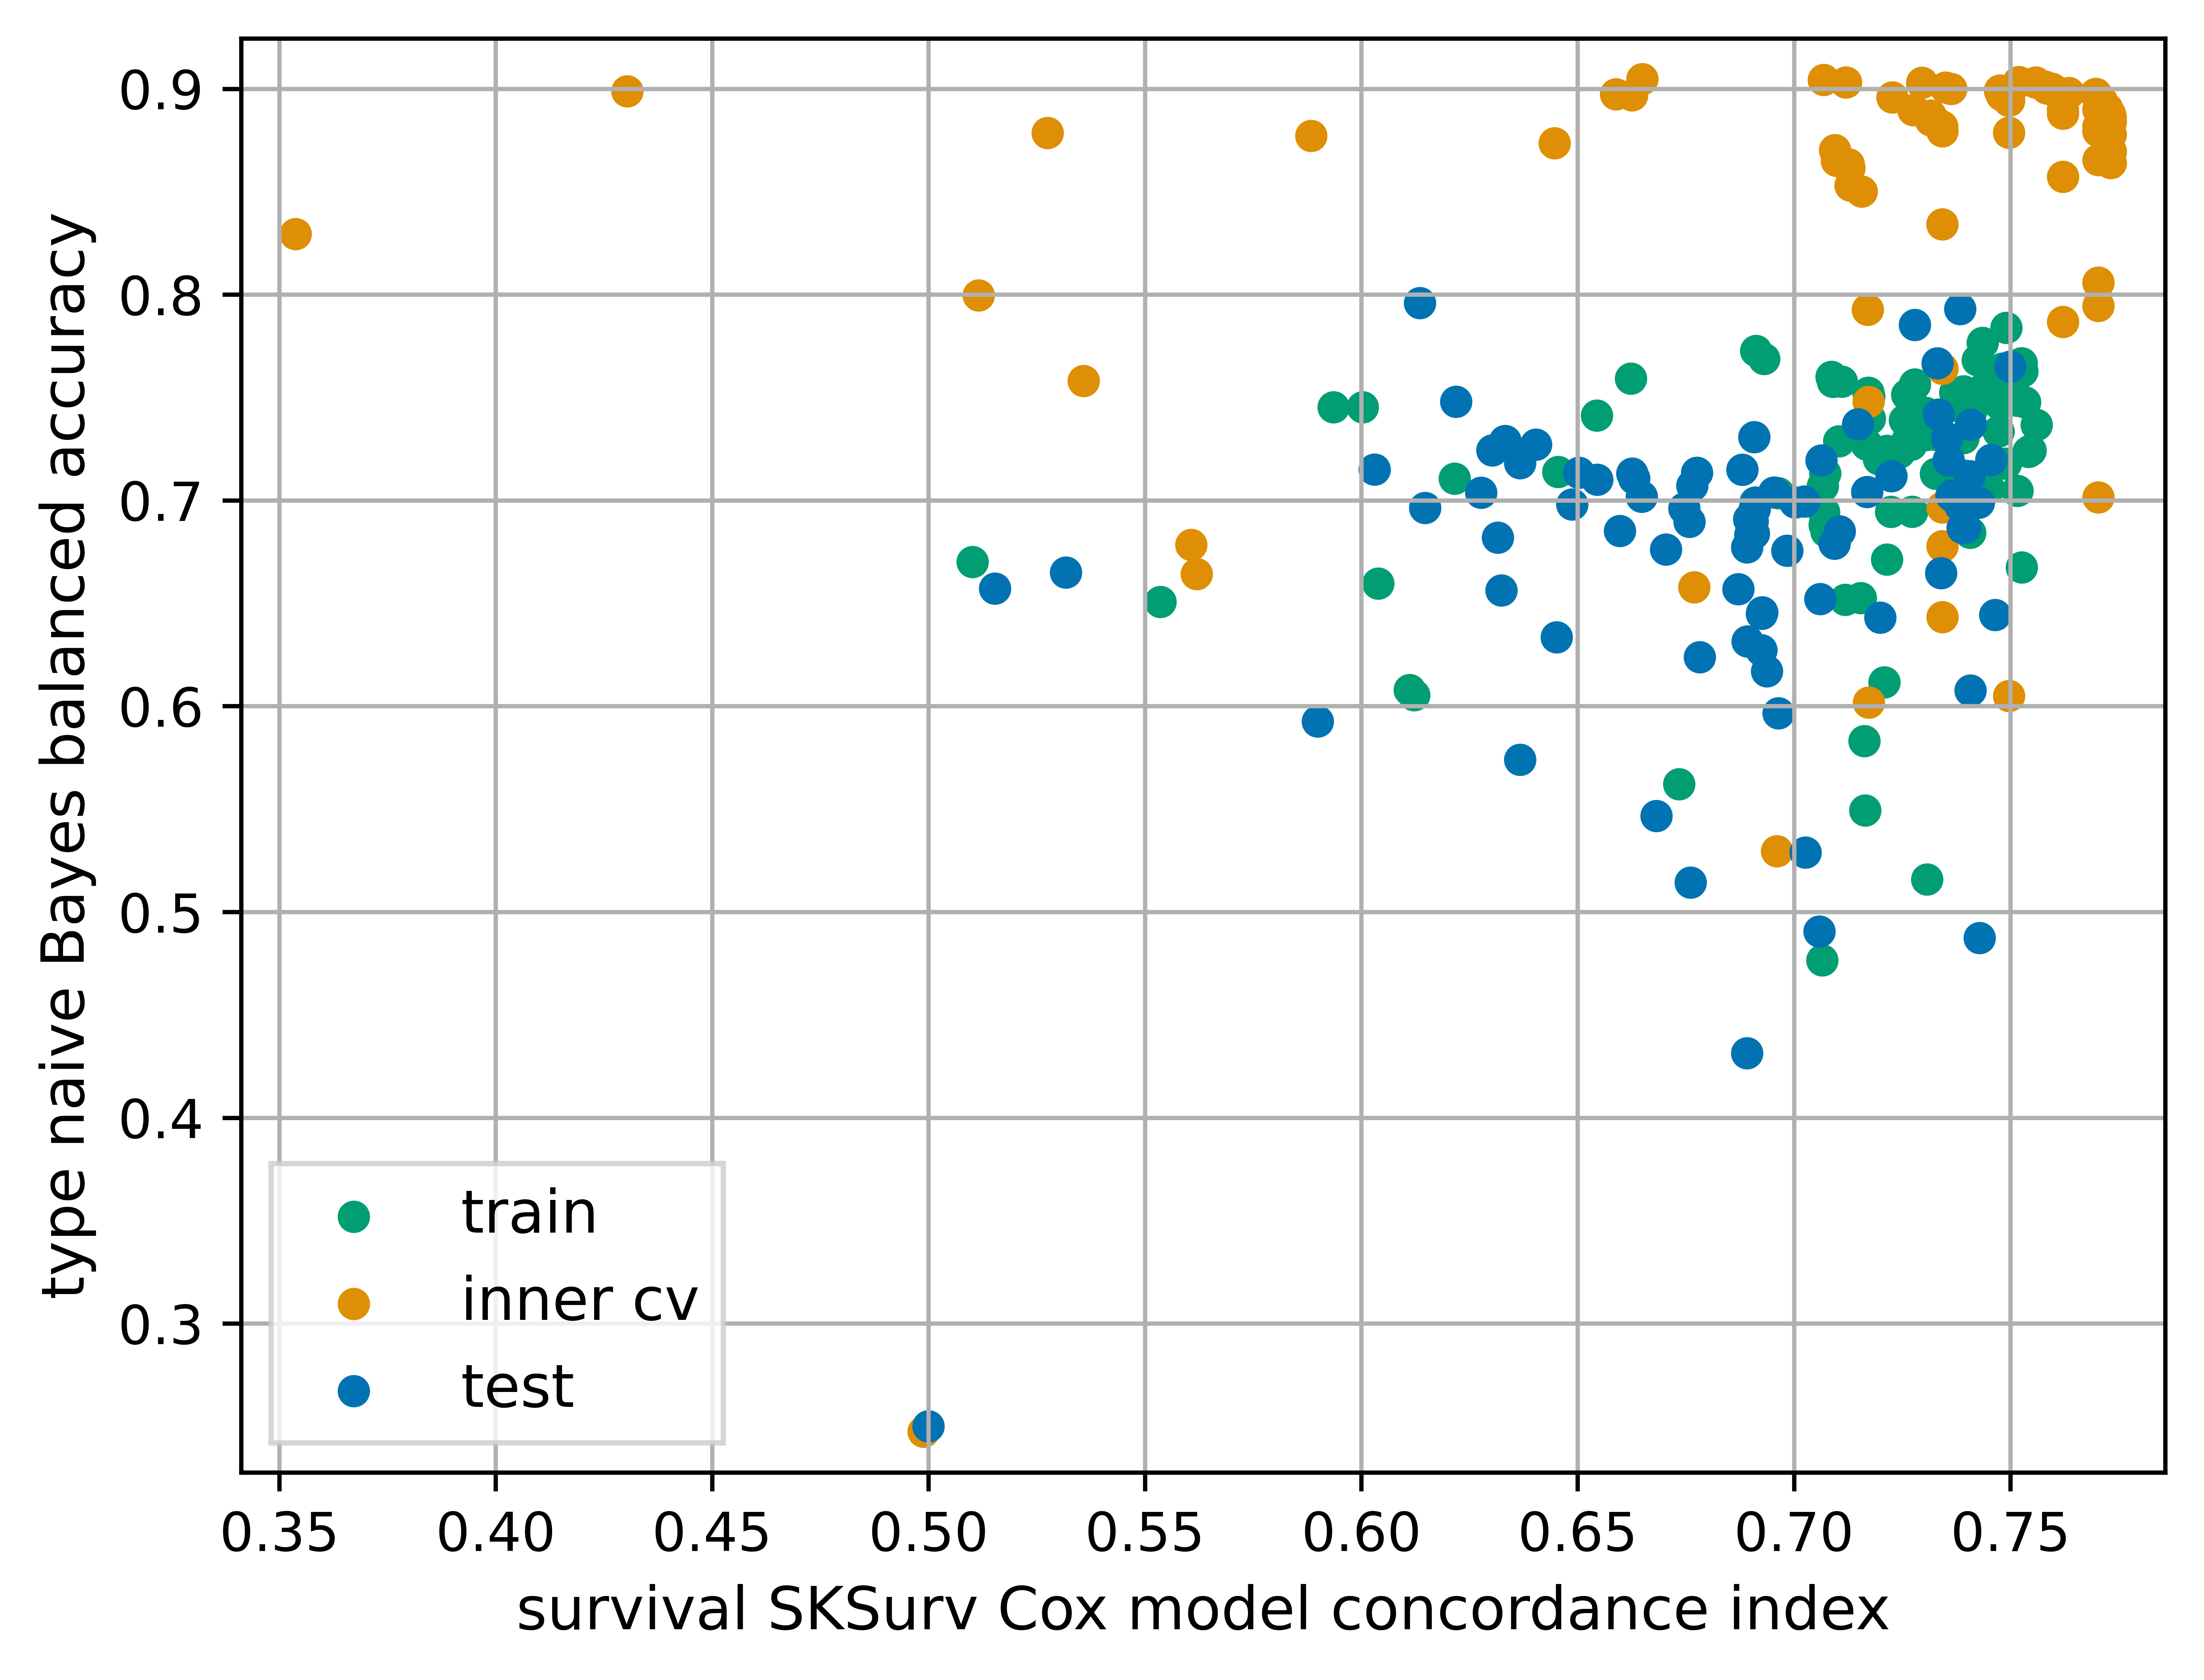 type naive Bayes balanced accuracy
0.9
0.8
0.7
0.6
0.5
0.4
0.3
train
inner cv
test
0.35 0.40 0.45 0.50 0.55 0.60 0.65 0.70 0.75
survival SKSurv Cox model concordance index